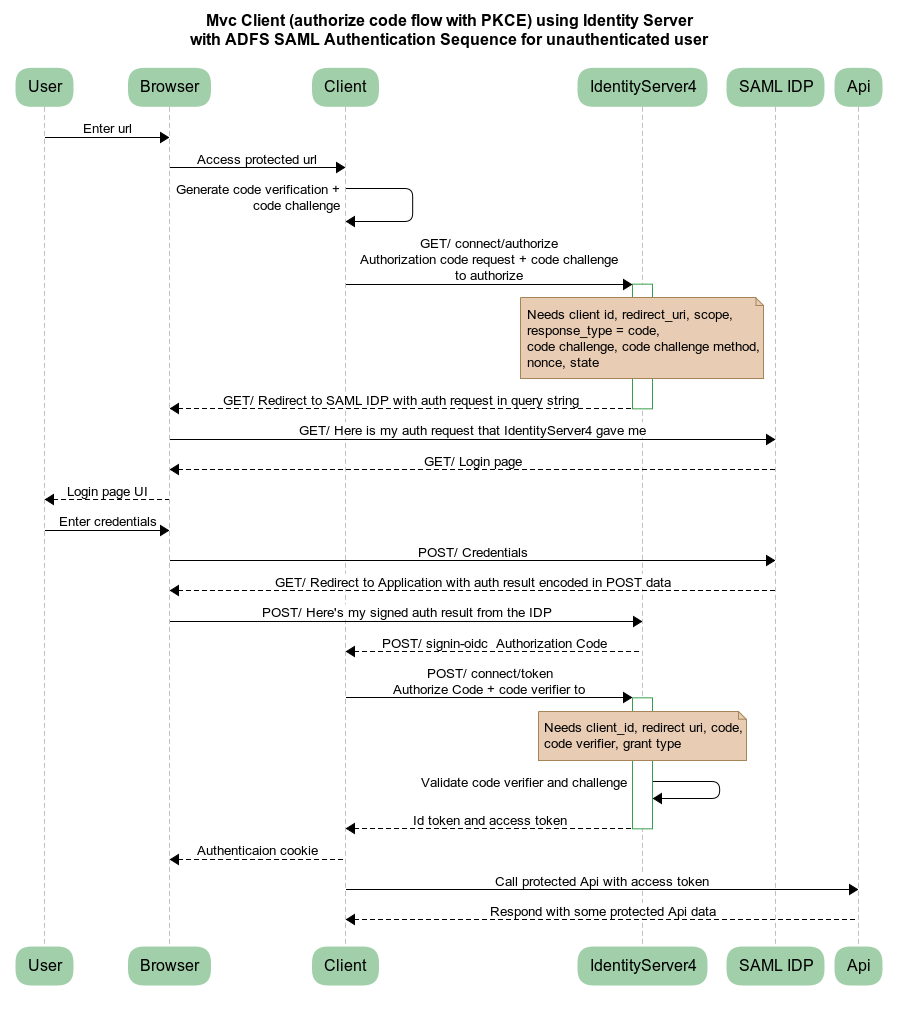 Mvc Client (authorize code flow with PKCE) using Identity Server
with ADFS SAML Authentication Sequence for unauthenticated user
User
Browser
Client
IdentityServer4
SAML IDP
Api
Enter url
Access protected url
Generate code verification +
code challenge
GET/ connect/authorize
Authorization code request + code challenge
to authorize
Needs client id, redirect_uri, scope,
response_type = code,
code challenge, code challenge method,
nonce, state
GET/ Redirect to SAML IDP with auth request in query string
GET/ Here is my auth request that IdentityServer4 gave me
GET/ Login page
Login page UI
Enter credentials
POST/ Credentials
GET/ Redirect to Application with auth result encoded in POST data
POST/ Here's my signed auth result from the IDP
POST/ signin-oidc  Authorization Code
POST/ connect/token
Authorize Code + code verifier to
Needs client_id, redirect uri, code,
code verifier, grant type
Validate code verifier and challenge
Id token and access token
Authenticaion cookie
Call protected Api with access token
Respond with some protected Api data
User
Browser
Client
IdentityServer4
SAML IDP
Api